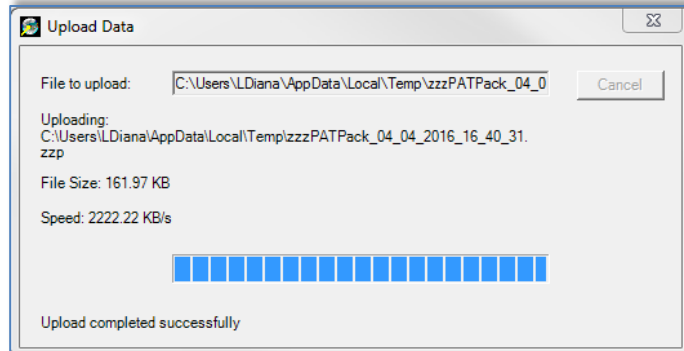 Upload Data
File to upload: C:\Users\LDiana\AppData\Local\Temp\zzzPATPack_04_0 Cancel
Uploading:
C:\Users\LDiana\AppData\Local\Temp\zzzPATPack_04_04_2016_16_40_31.
zzp
File Size: 161.97 KB
Speed: 2222.22 KB/s
Upload completed successfully